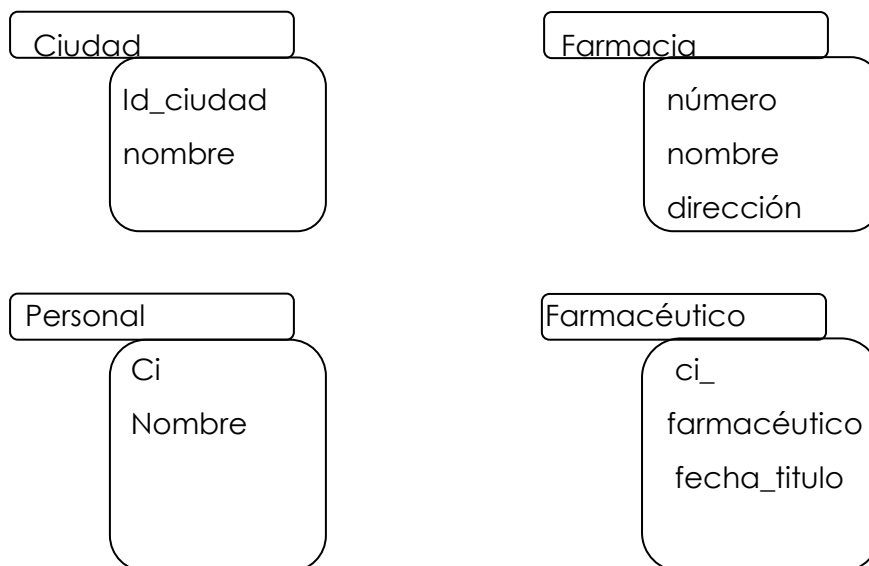 Ciudad
Id_ciudad
nombre
Farmacia
número
nombre
dirección
Personal
Ci
Nombre
Farmacéutico
ci_
farmacéutico
fecha_titulo